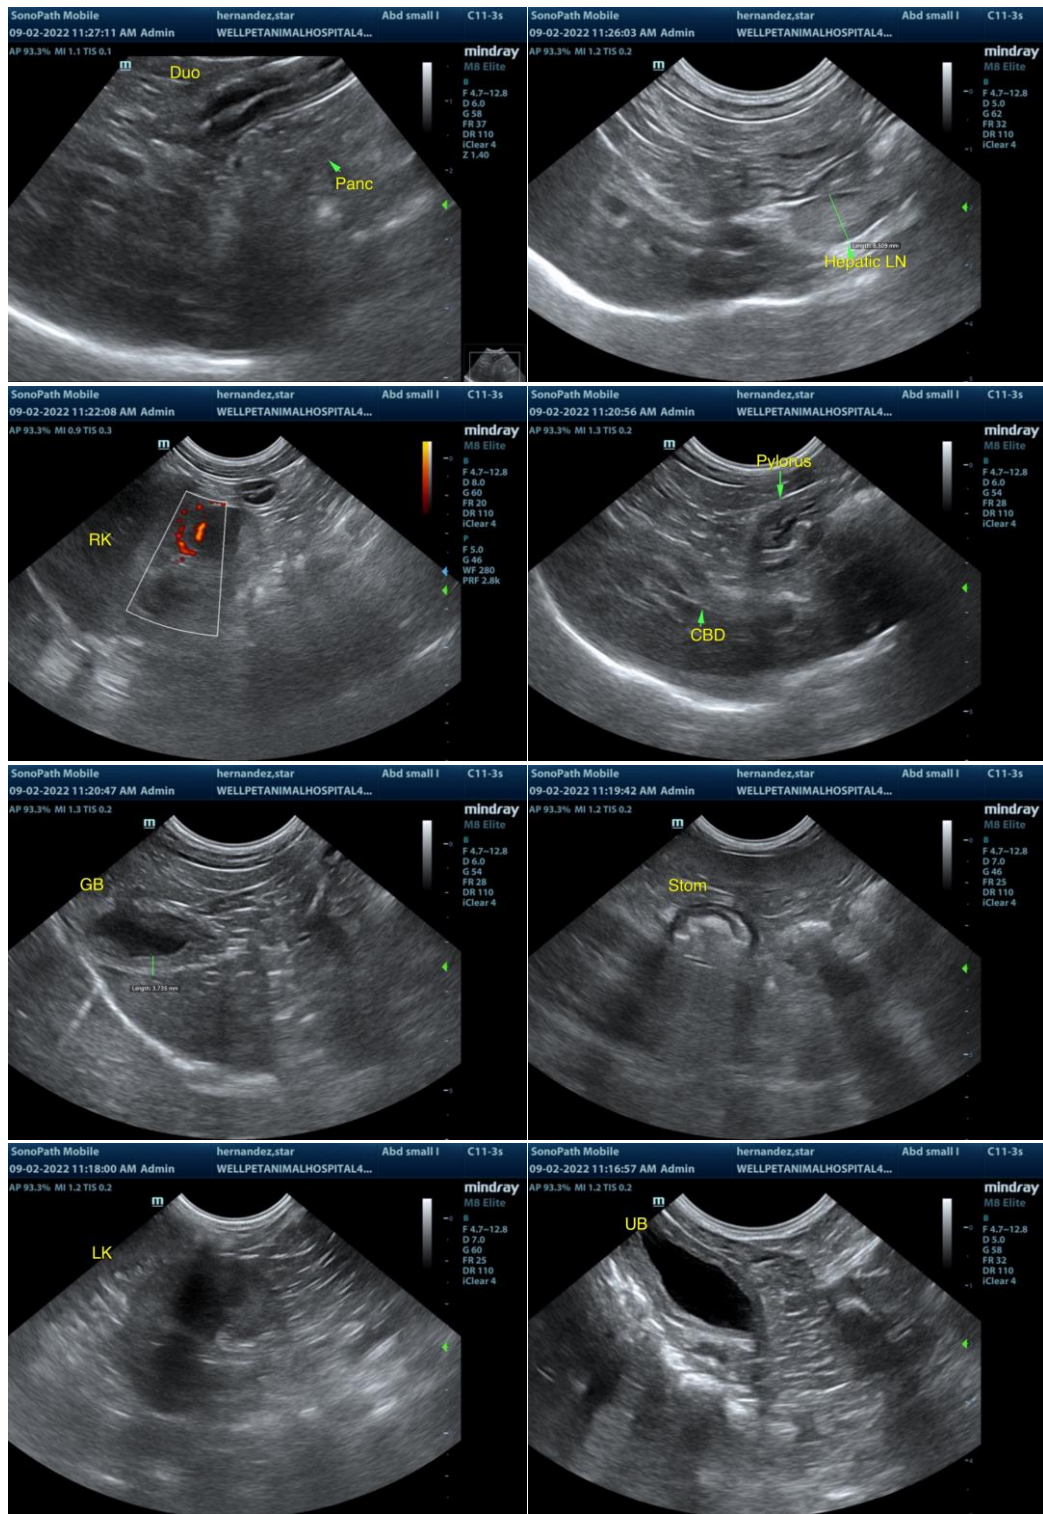 SonoPath Mobile hernandez,star Abd small I C11-3s
09-02-2022 11:27:11 AM Admin WELLPETANIMALHOSPITAL4...
AP 93.3% MI 1.1 TIS 0.1
mindray
M8 Elite
m
Duo
B
F 4.7-12.8
D 6.0
G 58
FR 37
DR 110
iClear 4
Z 1.40
Panc
SonoPath Mobile hernandez,star Abd small I C11-3s
09-02-2022 11:26:03 AM Admin WELLPETANIMALHOSPITAL4...
AP 93.3% MI 1.2 TIS 0.2
mindray
M8 Elite
m
B
F 4.7-12.8
D 5.0
G 62
FR 32
DR 110
iClear 4
Hepatic LN
SonoPath Mobile hernandez,star Abd small I C11-3s
09-02-2022 11:22:08 AM Admin WELLPETANIMALHOSPITAL4...
AP 93.3% MI 0.9 TIS 0.3
mindray
M8 Elite
m
B
F 4.7-12.8
D 8.0
G 60
FR 20
DR 110
iClear 4
P
F 5.0
G 46
WF 280
PRF 2.8k
RK
SonoPath Mobile hernandez,star Abd small I C11-3s
09-02-2022 11:20:56 AM Admin WELLPETANIMALHOSPITAL4...
AP 93.3% MI 1.3 TIS 0.2
mindray
M8 Elite
m
Pylorus
B
F 4.7-12.8
D 6.0
G 54
FR 28
DR 110
iClear 4
CBD
SonoPath Mobile hernandez,star Abd small I C11-3s
09-02-2022 11:20:47 AM Admin WELLPETANIMALHOSPITAL4...
AP 93.3% MI 1.3 TIS 0.2
mindray
M8 Elite
m
B
F 4.7-12.8
D 6.0
G 54
FR 28
DR 110
iClear 4
GB
Length: 3.735 mm
SonoPath Mobile hernandez,star Abd small I C11-3s
09-02-2022 11:19:42 AM Admin WELLPETANIMALHOSPITAL4...
AP 93.3% MI 1.2 TIS 0.2
mindray
M8 Elite
m
B
F 4.7-12.8
D 7.0
G 46
FR 25
DR 110
iClear 4
Stom
SonoPath Mobile hernandez,star Abd small I C11-3s
09-02-2022 11:18:00 AM Admin WELLPETANIMALHOSPITAL4...
AP 93.3% MI 1.2 TIS 0.2
mindray
M8 Elite
m
B
F 4.7-12.8
D 7.0
G 60
FR 25
DR 110
iClear 4
LK
SonoPath Mobile hernandez,star Abd small I C11-3s
09-02-2022 11:16:57 AM Admin WELLPETANIMALHOSPITAL4...
AP 93.3% MI 1.2 TIS 0.2
mindray
M8 Elite
m
UB
B
F 4.7-12.8
D 5.0
G 58
FR 32
DR 110
iClear 4